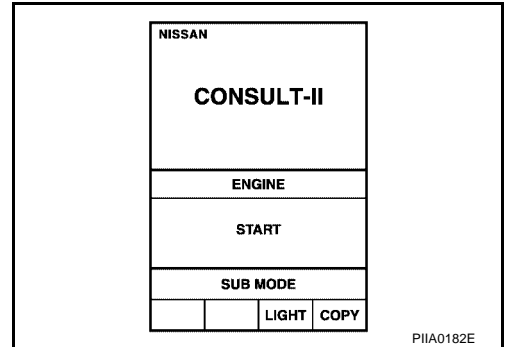 NISSAN
CONSULT-II
ENGINE
START
SUB MODE
LIGHT COPY
PIIA0182E